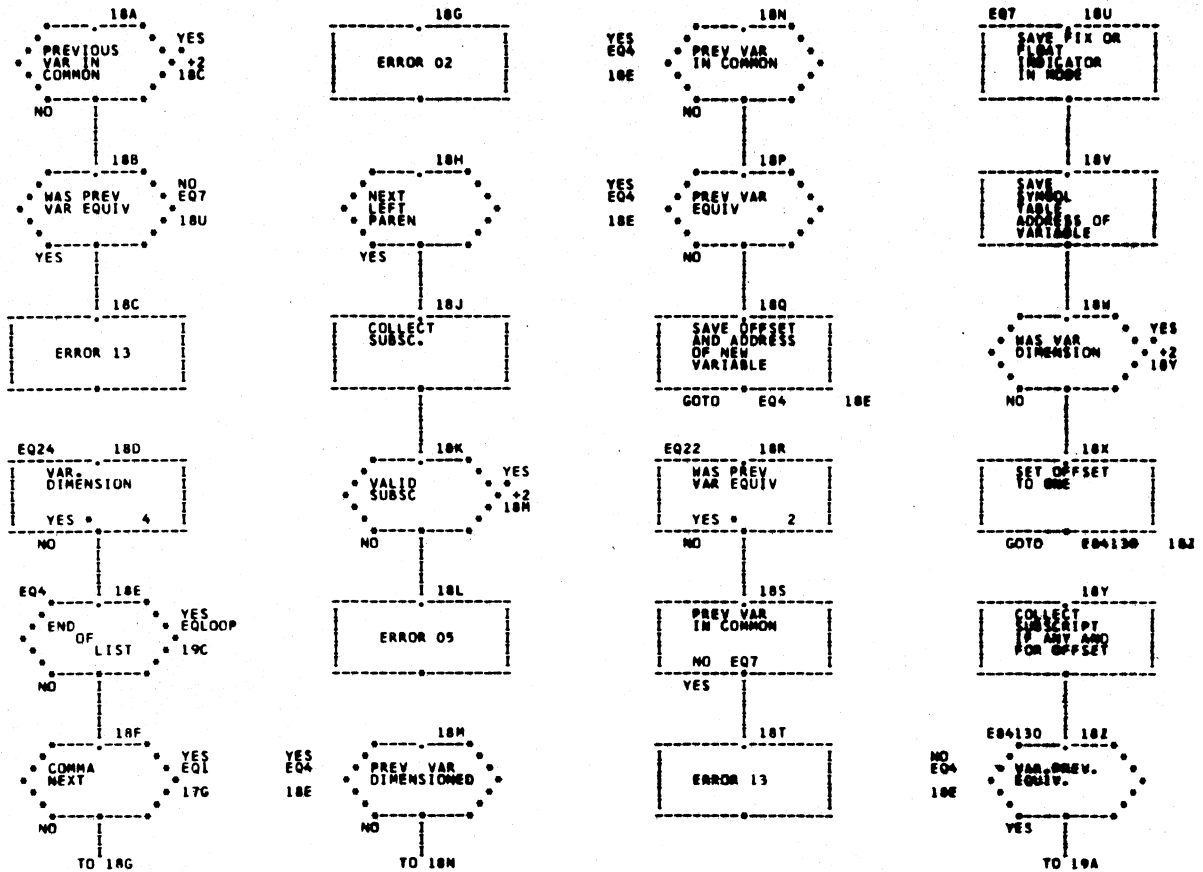 18A
PREVIOUS
VAR IN
COMMON
YES
+2
18C
NO
18B
WAS PREV
VAR EQUIV
NO
EQ7
18U
YES
18C
ERROR 13
EQ24 18D
VAR.
DIMENSION
YES * 4
NO
EQ4 18E
END
OF
LIST
YES
EQLOOP
19C
NO
18F
COMMA
NEXT
YES
EQ1
17G
NO
TO 18G
18G
ERROR 02
18H
NEXT
LEFT
PAREN
YES
18J
COLLECT
SUBSC.
18K
VALID
SUBSC
YES
+2
18M
NO
18L
ERROR 05
18M
YES
EQ4
18E
PREV VAR
DIMENSIONED
NO
TO 18N
18N
YES
EQ4
18E
PREV VAR
IN COMMON
NO
18P
YES
EQ4
18E
PREV VAR
EQUIV
NO
18Q
SAVE OFFSET
AND ADDRESS
OF NEW
VARIABLE
GOTO EQ4 18E
EQ22 18R
WAS PREV
VAR EQUIV
YES * 2
NO
18S
PREV VAR
IN COMMON
NO EQ7
YES
18T
ERROR 13
EQ7 18U
SAVE FIX OR
FLOAT
INDICATOR
IN MODE
18V
SAVE
SYMBOL
TABLE
ADDRESS OF
VARIABLE
18W
WAS VAR
DIMENSION
YES
+2
18Y
NO
18X
SET OFFSET
TO ONE
GOTO E84130 18Z
18Y
COLLECT
SUBSCRIPT
IF ANY AND
FOR OFFSET
E84130 18Z
NO
EQ4
18E
VAR.PREV.
EQUIV.
YES
TO 19A